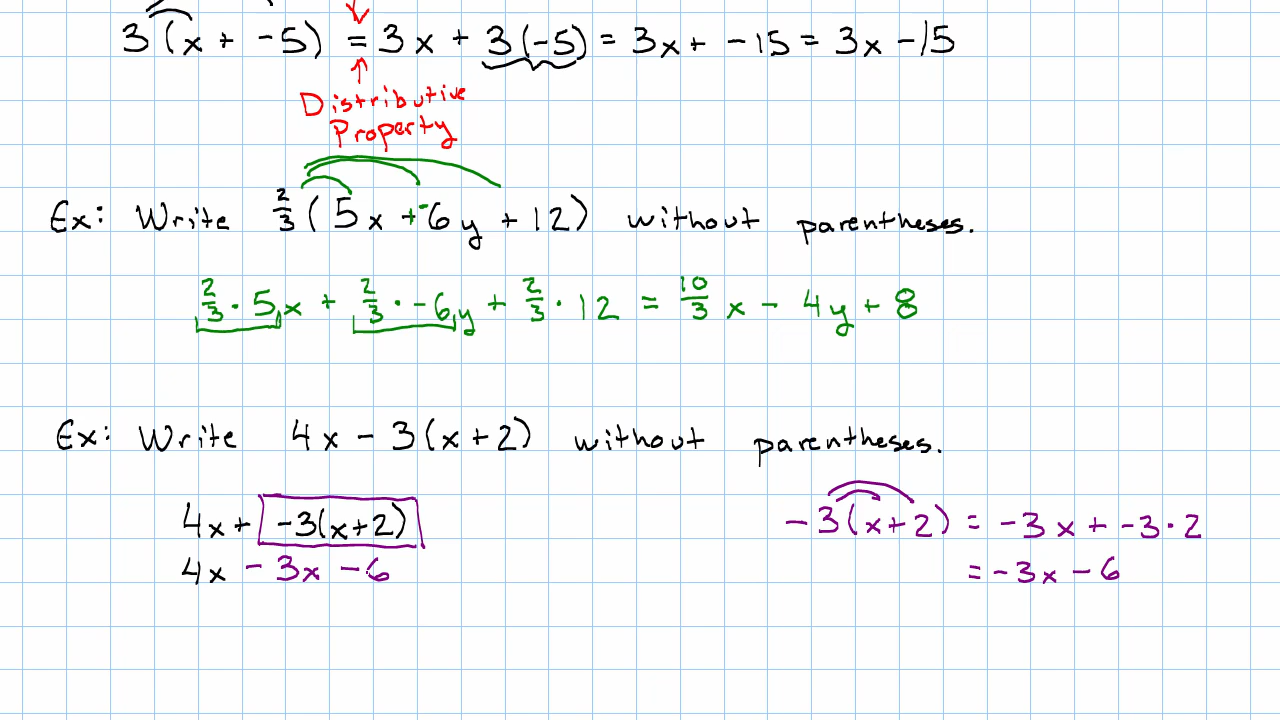 3(x + -5) = 3x + 3(-5) = 3x + -15 = 3x - 15
Distributive
Property
Ex: Write 2/3 (5x + -6y + 12) without parentheses.
2/3 · 5x + 2/3 · -6y + 2/3 · 12 = 10/3 x - 4y + 8
Ex: Write 4x - 3(x+2) without parentheses.
4x + -3(x+2)
4x - 3x - 6
-3(x+2) = -3x + -3·2
= -3x - 6